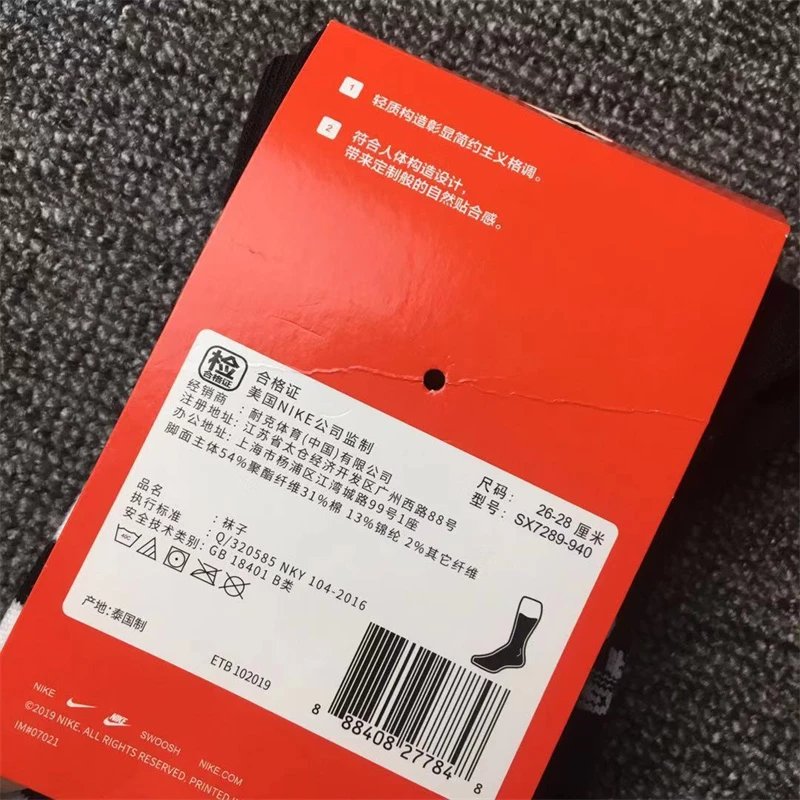 1 轻质构造彰显简约主义格调。
2 符合人体构造设计,
带来定制般的自然贴合感。
检
合格证
合格证
美国NIKE公司监制
经销商: 耐克体育(中国)有限公司
注册地址: 江苏省太仓经济开发区广州西路88号
办公地址: 上海市杨浦区江湾城路99号1座
脚面主体54%聚酯纤维31%棉 13%锦纶 2%其它纤维
尺码: 26-28 厘米
型号: SX7289-940
品名: 袜子
执行标准: Q/320585 NKY 104-2016
安全技术类别: GB 18401 B类
40C
产地: 泰国制
ETB 102019
8 88408 27784 8
NIKE
SWOOSH
NIKE.COM
©2019 NIKE. ALL RIGHTS RESERVED. PRINTED
IM#07021